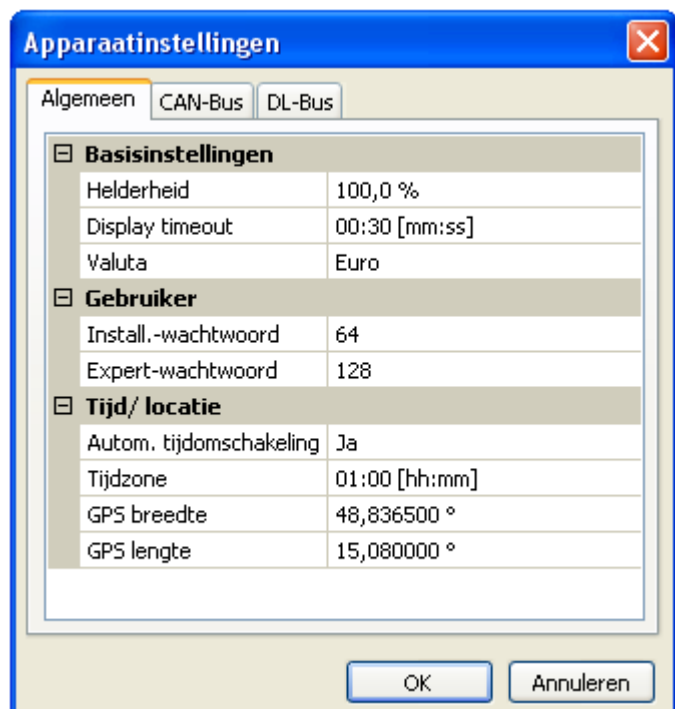 Apparaatinstellingen
Algemeen CAN-Bus DL-Bus
Basisinstellingen
Helderheid 100,0 %
Display timeout 00:30 [mm:ss]
Valuta Euro
Gebruiker
Install.-wachtwoord 64
Expert-wachtwoord 128
Tijd/ locatie
Autom. tijdomschakeling Ja
Tijdzone 01:00 [hh:mm]
GPS breedte 48,836500 °
GPS lengte 15,080000 °
OK Annuleren